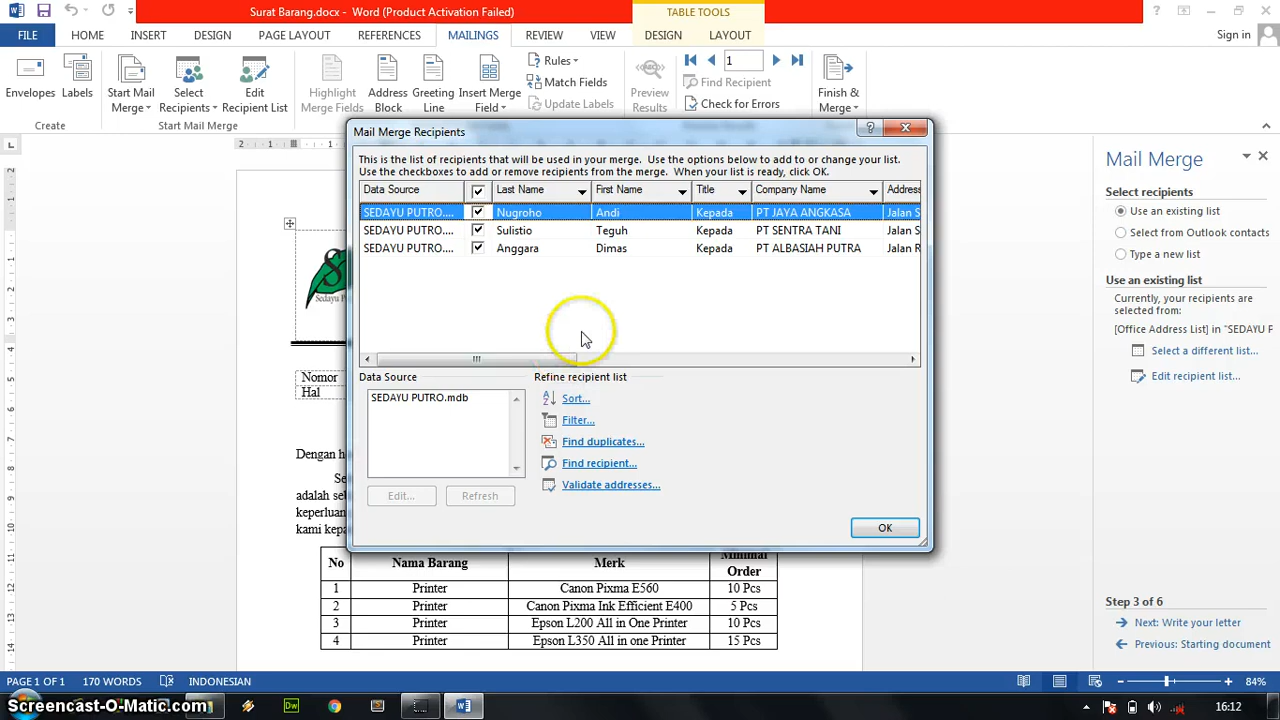 Surat Barang.docx - Word (Product Activation Failed)
TABLE TOOLS
FILE HOME INSERT DESIGN PAGE LAYOUT REFERENCES MAILINGS REVIEW VIEW DESIGN LAYOUT Sign in
Envelopes
Labels
Start Mail Merge
Select Recipients
Edit Recipient List
Highlight Merge Fields
Address Block
Greeting Line
Insert Merge Field
Rules
Match Fields
Update Labels
Preview Results
1
Find Recipient
Check for Errors
Finish & Merge
Create
Start Mail Merge
Mail Merge Recipients
This is the list of recipients that will be used in your merge. Use the options below to add to or change your list.
Use the checkboxes to add or remove recipients from the merge. When your list is ready, click OK.
Data Source Last Name First Name Title Company Name Address
SEDAYU PUTRO.... Nugroho Andi Kepada PT JAYA ANGKASA Jalan S
SEDAYU PUTRO.... Sulistio Teguh Kepada PT SENTRA TANI Jalan S
SEDAYU PUTRO.... Anggara Dimas Kepada PT ALBASIAH PUTRA Jalan R
Data Source
SEDAYU PUTRO.mdb
Edit... Refresh
Refine recipient list
Sort...
Filter...
Find duplicates...
Find recipient...
Validate addresses...
OK
Mail Merge
Select recipients
Use an existing list
Select from Outlook contacts
Type a new list
Use an existing list
Currently, your recipients are
selected from:
[Office Address List] in "SEDAYU P
Select a different list...
Edit recipient list...
Step 3 of 6
Next: Write your letter
Previous: Starting document
2 1 1
Sedayu P
Nomor
Hal
Dengan h
Se
adalah seb
keperluan
kami kepa
No Nama Barang Merk Minimal Order
1 Printer Canon Pixma E560 10 Pcs
2 Printer Canon Pixma Ink Efficient E400 5 Pcs
3 Printer Epson L200 All in One Printer 10 Pcs
4 Printer Epson L350 All in one Printer 15 Pcs
PAGE 1 OF 1 170 WORDS INDONESIAN 84%
Screencast-O-Matic.com
Dw
16:12